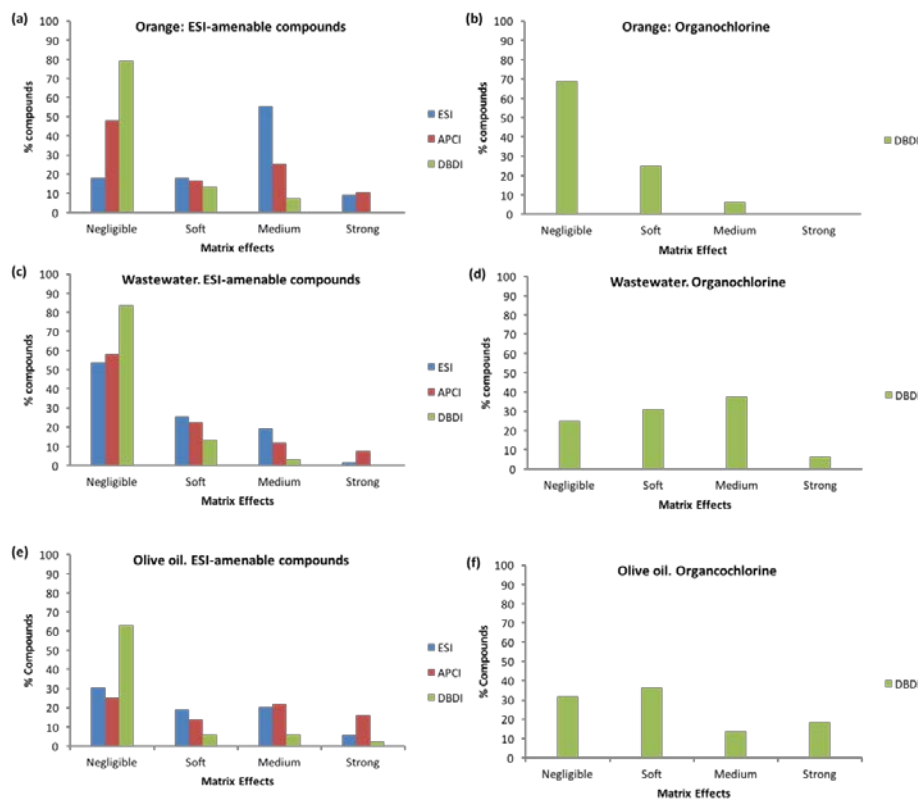 (a)
Orange: ESI-amenable compounds
100
90
80
70
60
50
40
30
20
10
0
% compounds
Negligible Soft Medium Strong
Matrix effects
ESI
APCI
DBDI
(b)
Orange: Organochlorine
100
90
80
70
60
50
40
30
20
10
0
% compounds
Negligible Soft Medium Strong
Matrix Effect
DBDI
(c)
Wastewater. ESI-amenable compounds
100
90
80
70
60
50
40
30
20
10
0
% compounds
Negligible Soft Medium Strong
Matrix Effects
ESI
APCI
DBDI
(d)
Wastewater. Organochlorine
100
90
80
70
60
50
40
30
20
10
0
% compounds
Negligible Soft Medium Strong
Matrix Effects
DBDI
(e)
Olive oil. ESI-amenable compounds
100
90
80
70
60
50
40
30
20
10
0
% Compounds
Negligible Soft Medium Strong
Matrix Effects
ESI
APCI
DBDI
(f)
Olive oil. Organcochlorine
100
90
80
70
60
50
40
30
20
10
0
% Compounds
Negligible Soft Medium Strong
Matrix Effects
DBDI